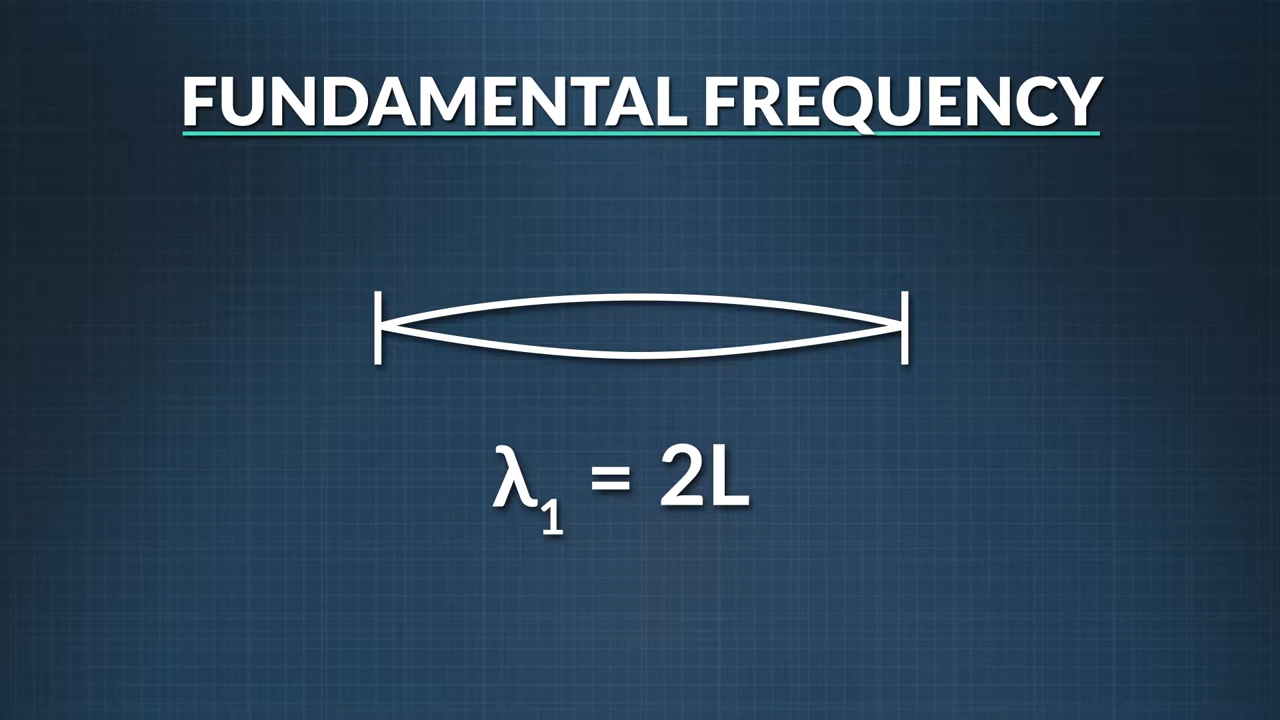 FUNDAMENTAL FREQUENCY
λ₁ = 2L